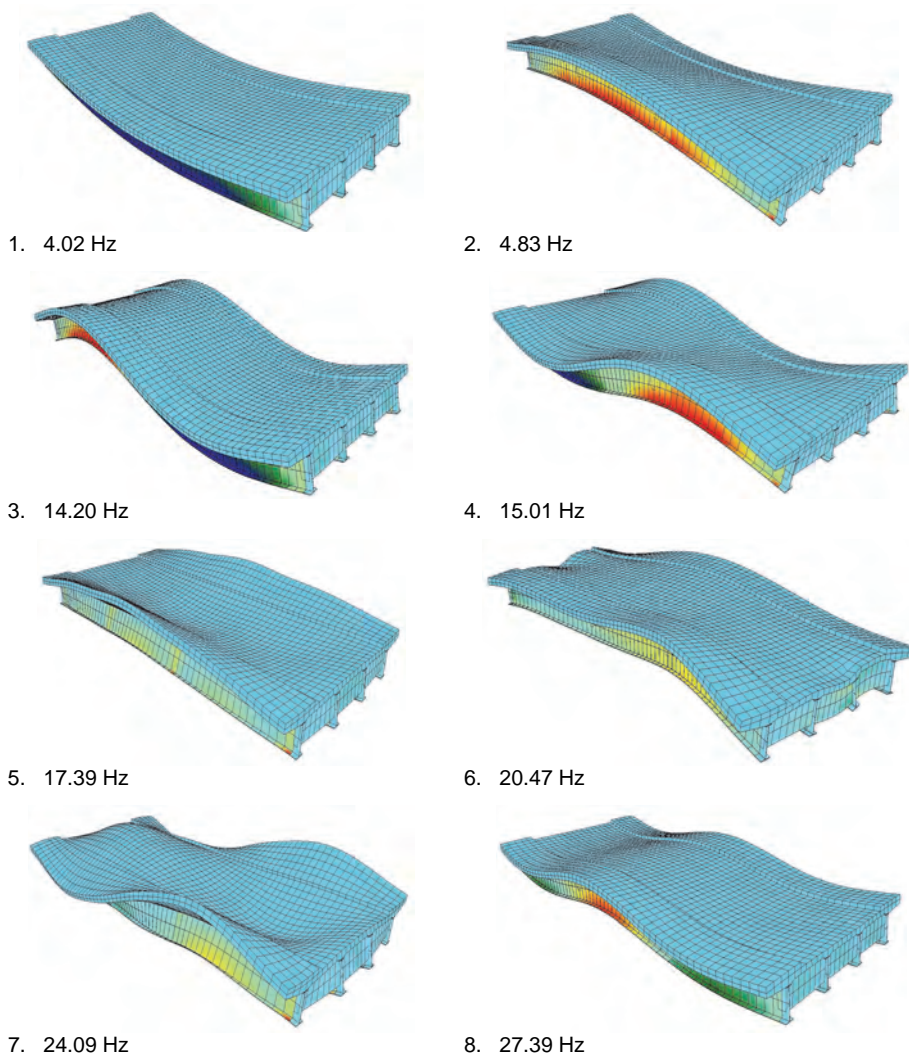 1. 4.02 Hz
2. 4.83 Hz
3. 14.20 Hz
4. 15.01 Hz
5. 17.39 Hz
6. 20.47 Hz
7. 24.09 Hz
8. 27.39 Hz